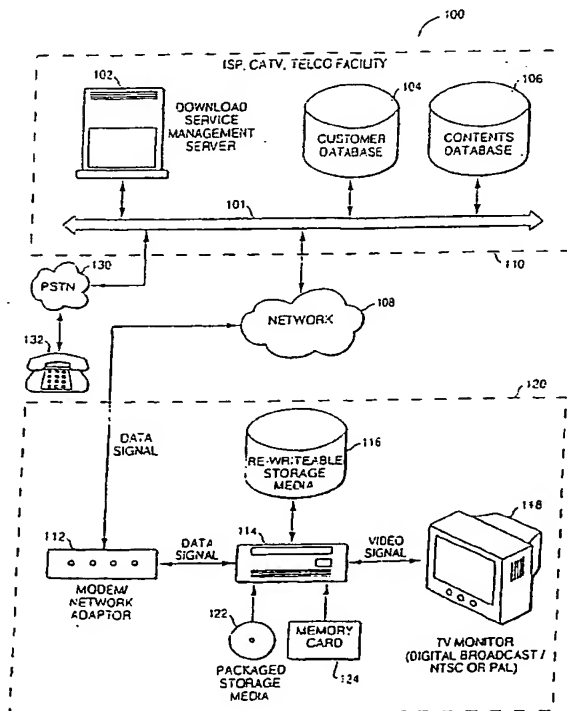 100
ISP, CATV, TELCO FACILITY
102
DOWNLOAD
SERVICE
MANAGEMENT
SERVER
104
CUSTOMER
DATABASE
106
CONTENTS
DATABASE
101
110
130
PSTN
132
NETWORK
108
120
DATA
SIGNAL
RE-WRITEABLE
STORAGE
MEDIA
116
112
MODEM/
NETWORK
ADAPTOR
DATA
SIGNAL
114
VIDEO
SIGNAL
118
TV MONITOR
(DIGITAL BROADCAST /
NTSC OR PAL)
122
PACKAGED
STORAGE
MEDIA
MEMORY
CARD
124